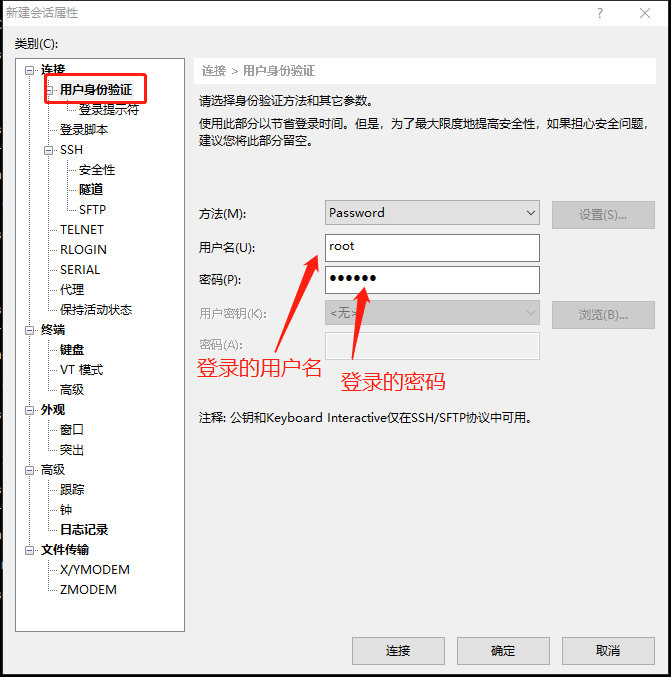 新建会话属性
?
类别(C):
连接
用户身份验证
登录提示符
登录脚本
SSH
安全性
隧道
SFTP
TELNET
RLOGIN
SERIAL
代理
保持活动状态
终端
键盘
VT 模式
高级
外观
窗口
突出
高级
跟踪
钟
日志记录
文件传输
X/YMODEM
ZMODEM
连接 > 用户身份验证
请选择身份验证方法和其它参数。
使用此部分以节省登录时间。但是，为了最大限度地提高安全性，如果担心安全问题，
建议您将此部分留空。
方法(M):
Password
设置(S)...
用户名(U):
root
密码(P):
●●●●●●
用户密钥(K):
<无>
浏览(B)...
密码(A):
登录的用户名
登录的密码
注释: 公钥和Keyboard Interactive仅在SSH/SFTP协议中可用。
连接
确定
取消